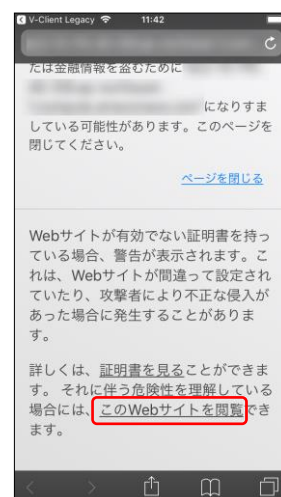 V-Client Legacy 11:42
たは金融情報を盗むために
になりすま
している可能性があります。このページを
閉じてください。
ページを閉じる
Webサイトが有効でない証明書を持っ
ている場合、警告が表示されます。こ
れは、Webサイトが間違って設定され
ていたり、攻撃者により不正な侵入が
あった場合に発生することがありま
す。
詳しくは、証明書を見ることができま
す。 それに伴う危険性を理解している
場合には、このWebサイトを閲覧でき
ます。